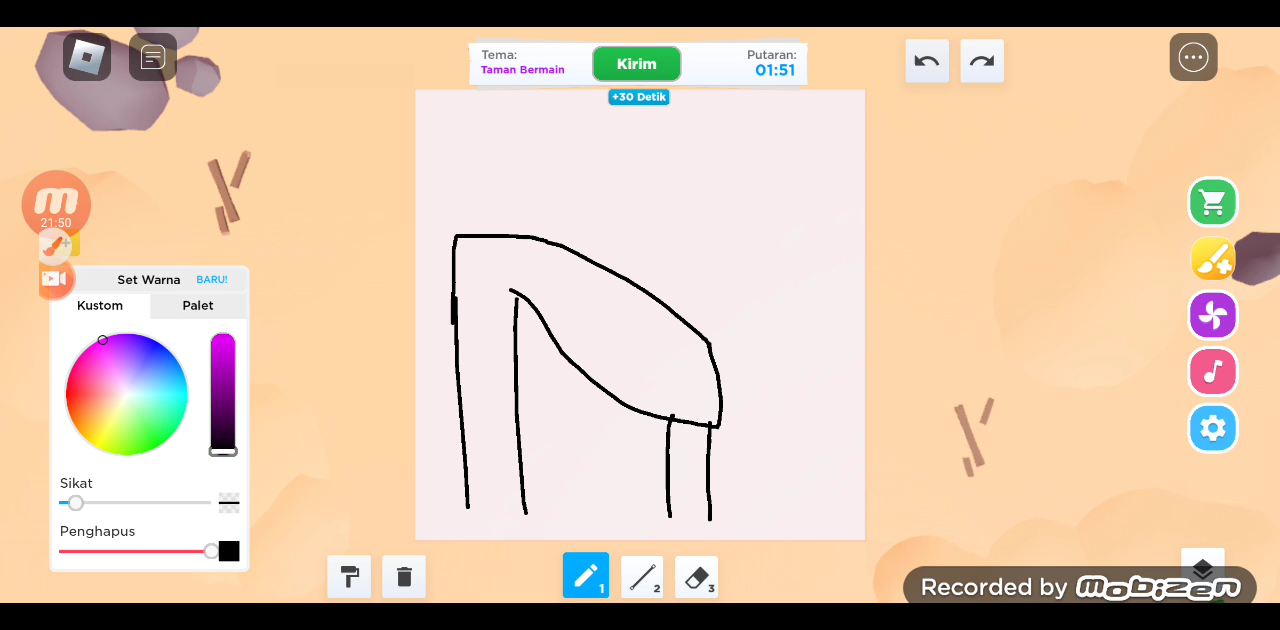 Tema:
Taman Bermain
Kirim
Putaran:
01:51
+30 Detik
21:50
Set Warna BARU!
Kustom Palet
Sikat
Penghapus
1
2
3
Recorded by mobizen